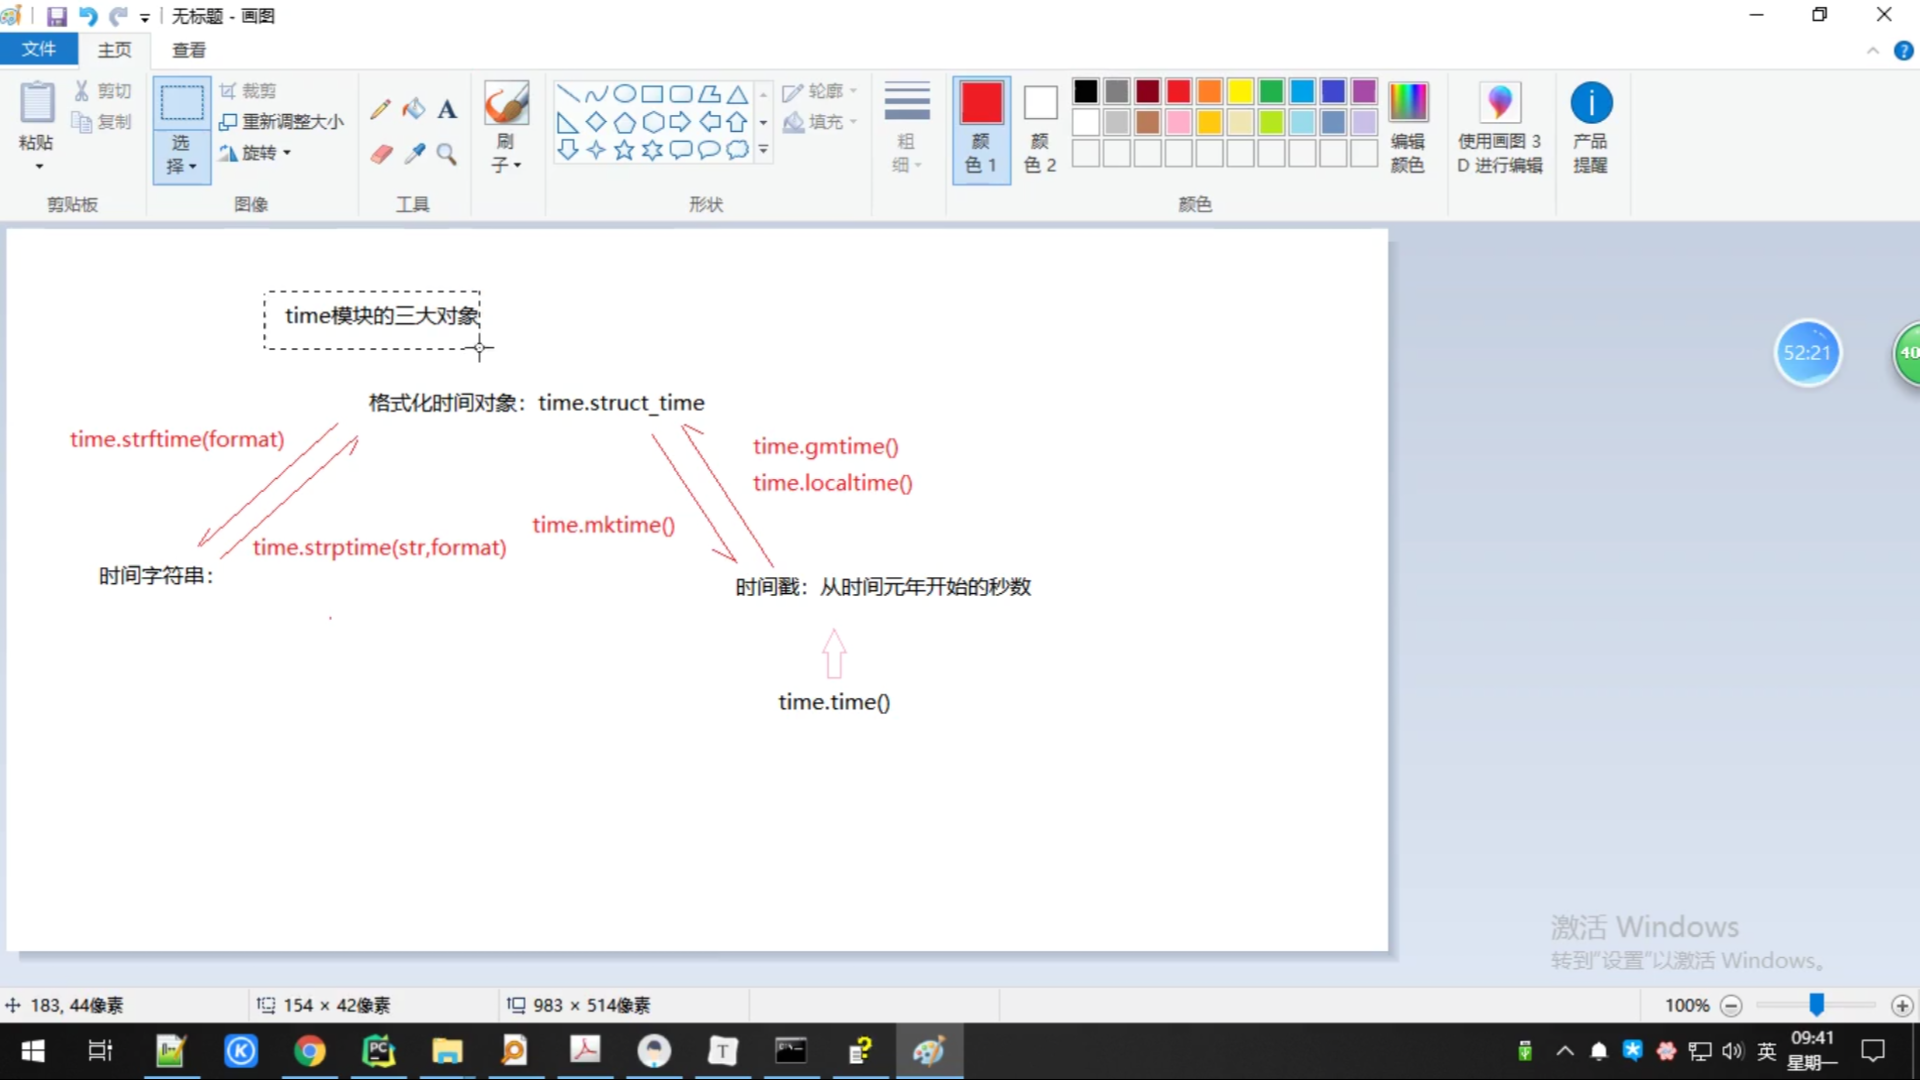 无标题 - 画图
文件
主页
查看
粘贴
剪切
复制
剪贴板
选
择
裁剪
重新调整大小
旋转
图像
A
工具
刷
子
形状
轮廓
填充
粗
细
颜
色 1
颜
色 2
颜色
编辑
颜色
使用画图 3
D 进行编辑
产品
提醒
time模块的三大对象
格式化时间对象：time.struct_time
time.strftime(format)
time.gmtime()
time.localtime()
time.mktime()
time.strptime(str,format)
时间字符串：
时间戳：从时间元年开始的秒数
time.time()
52:21
40
激活 Windows
转到"设置"以激活 Windows。
183, 44像素
154 × 42像素
983 × 514像素
100%
K
PC
T
英
09:41
星期一